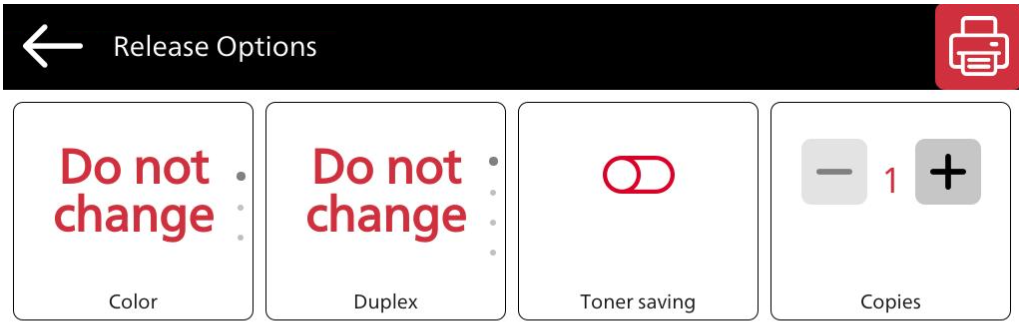 Release Options
Do not
change
Color
Do not
change
Duplex
Toner saving
1
Copies